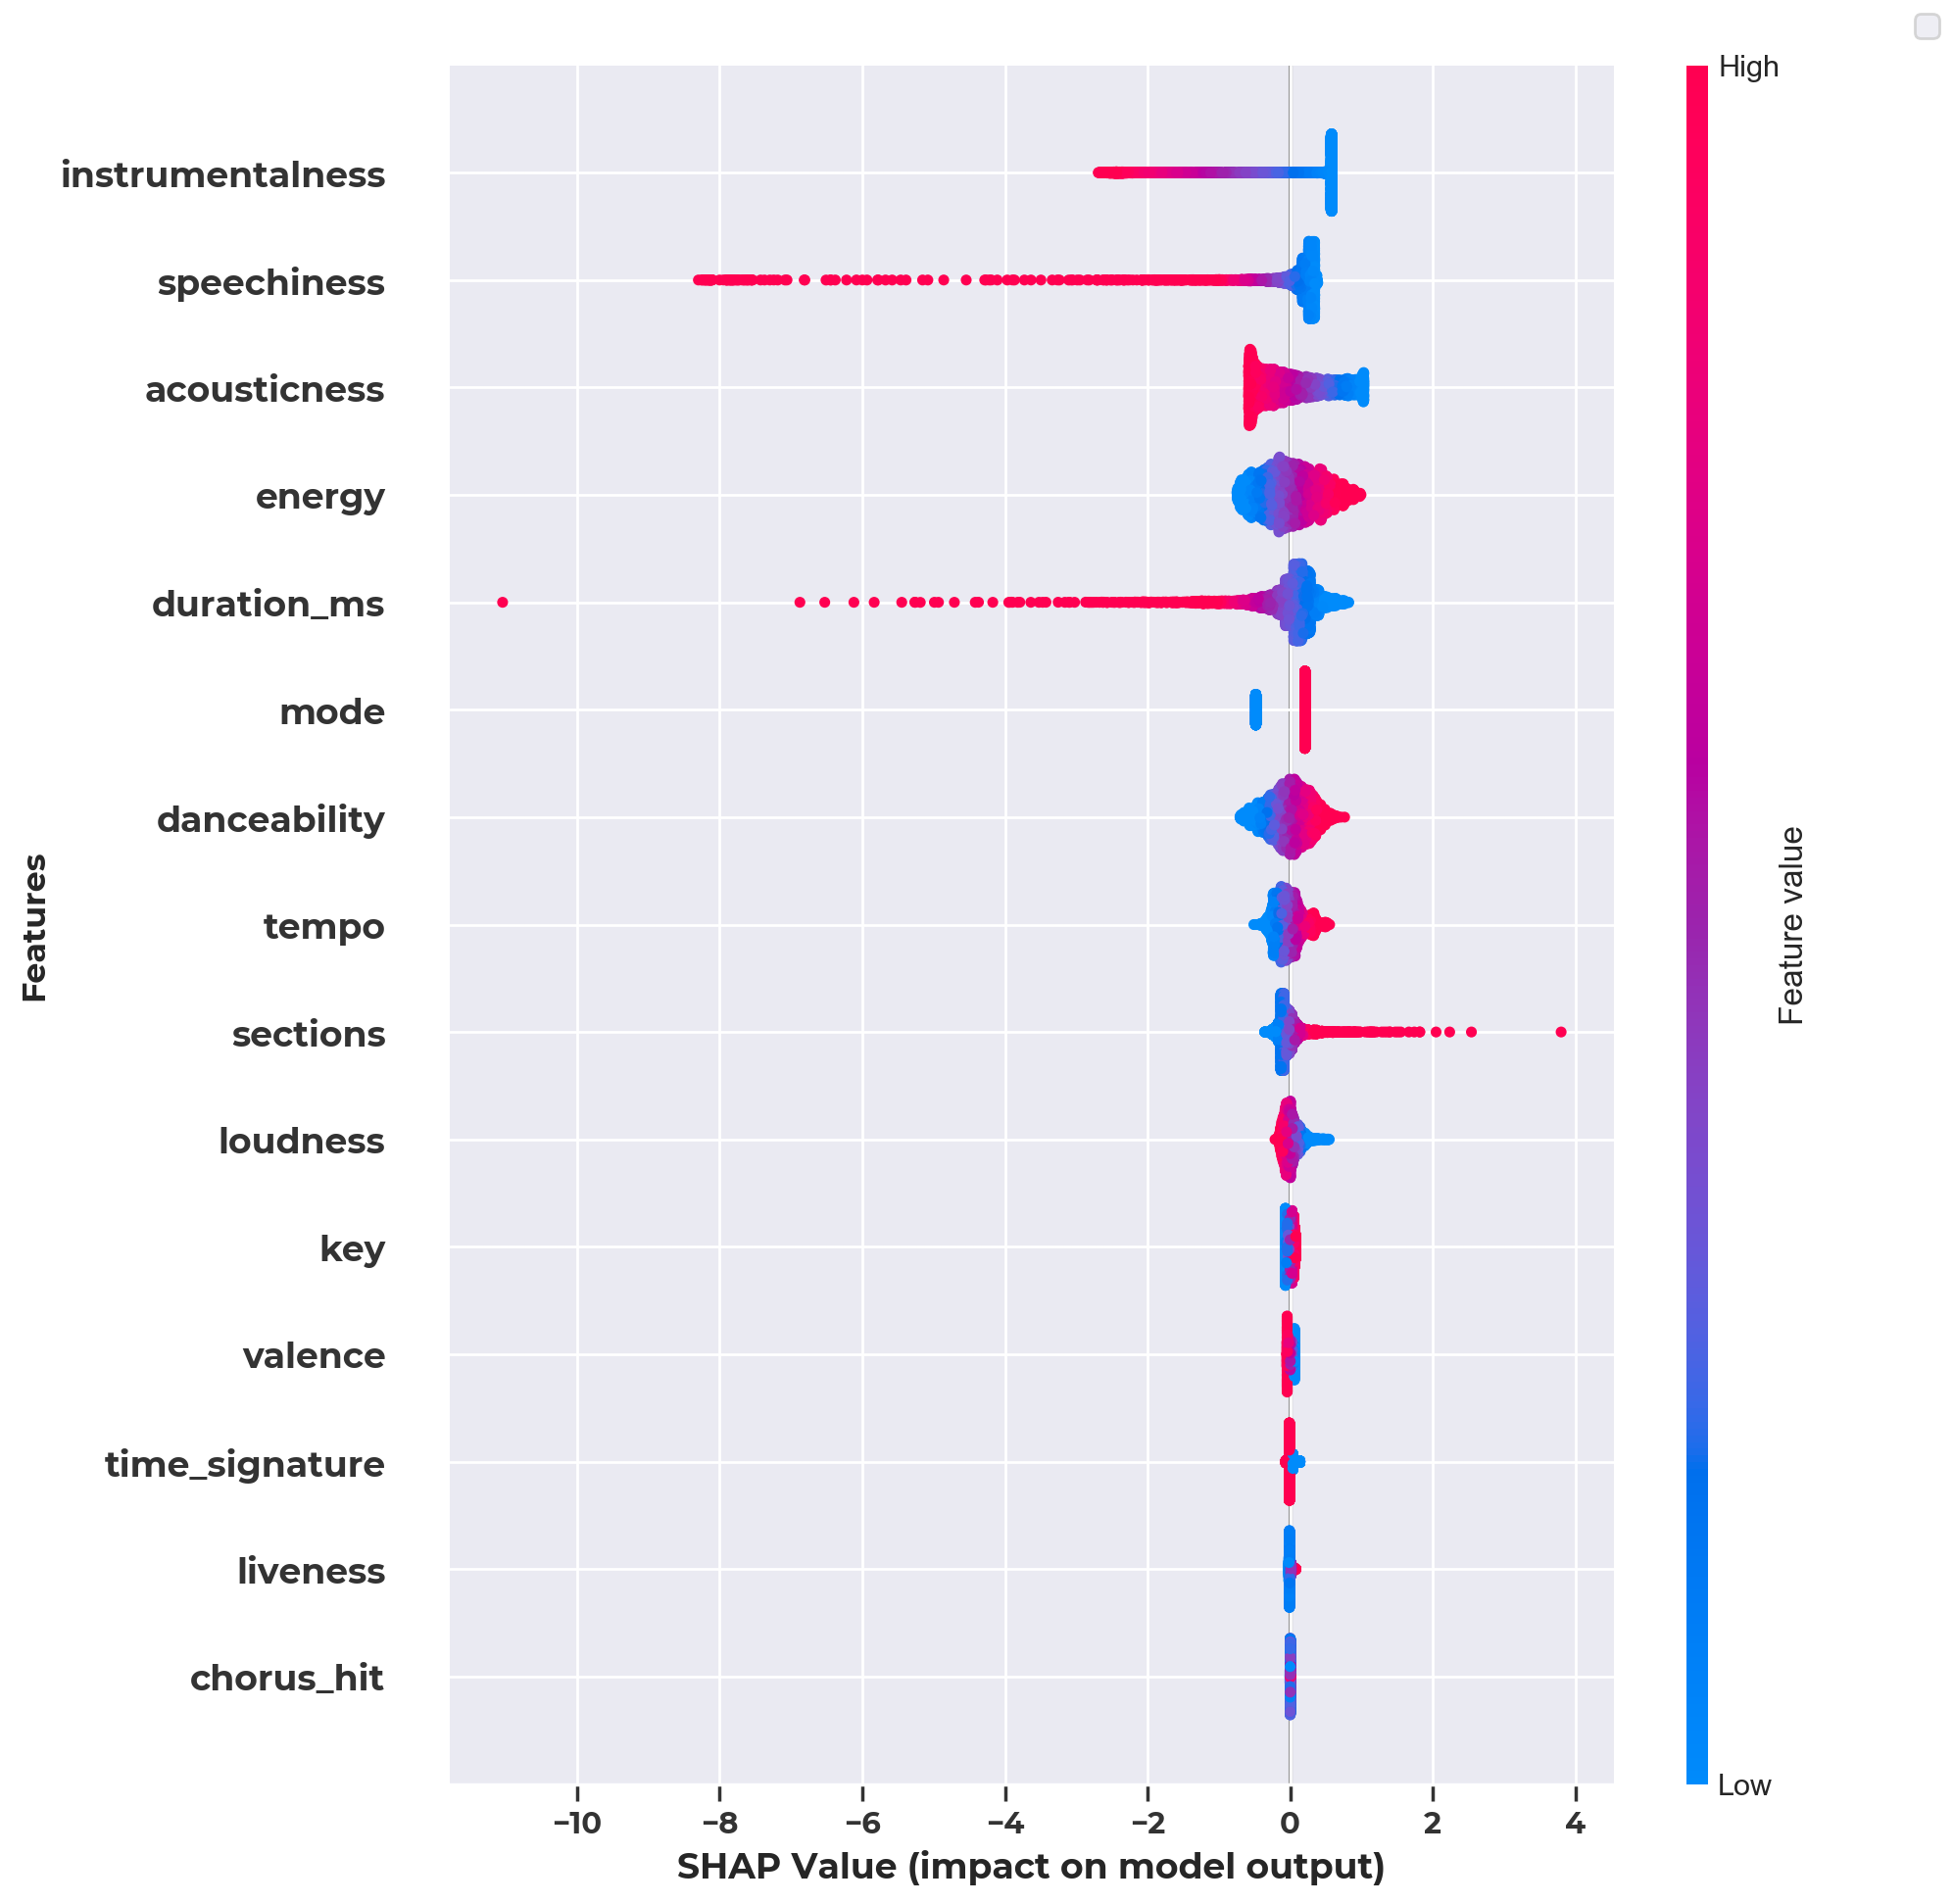 High
instrumentalness
speechiness
acousticness
energy
duration_ms
mode
danceability
tempo
sections
loudness
key
valence
time_signature
liveness
chorus_hit
Features
Feature value
Low
−10 −8 −6 −4 −2 0 2 4
SHAP Value (impact on model output)